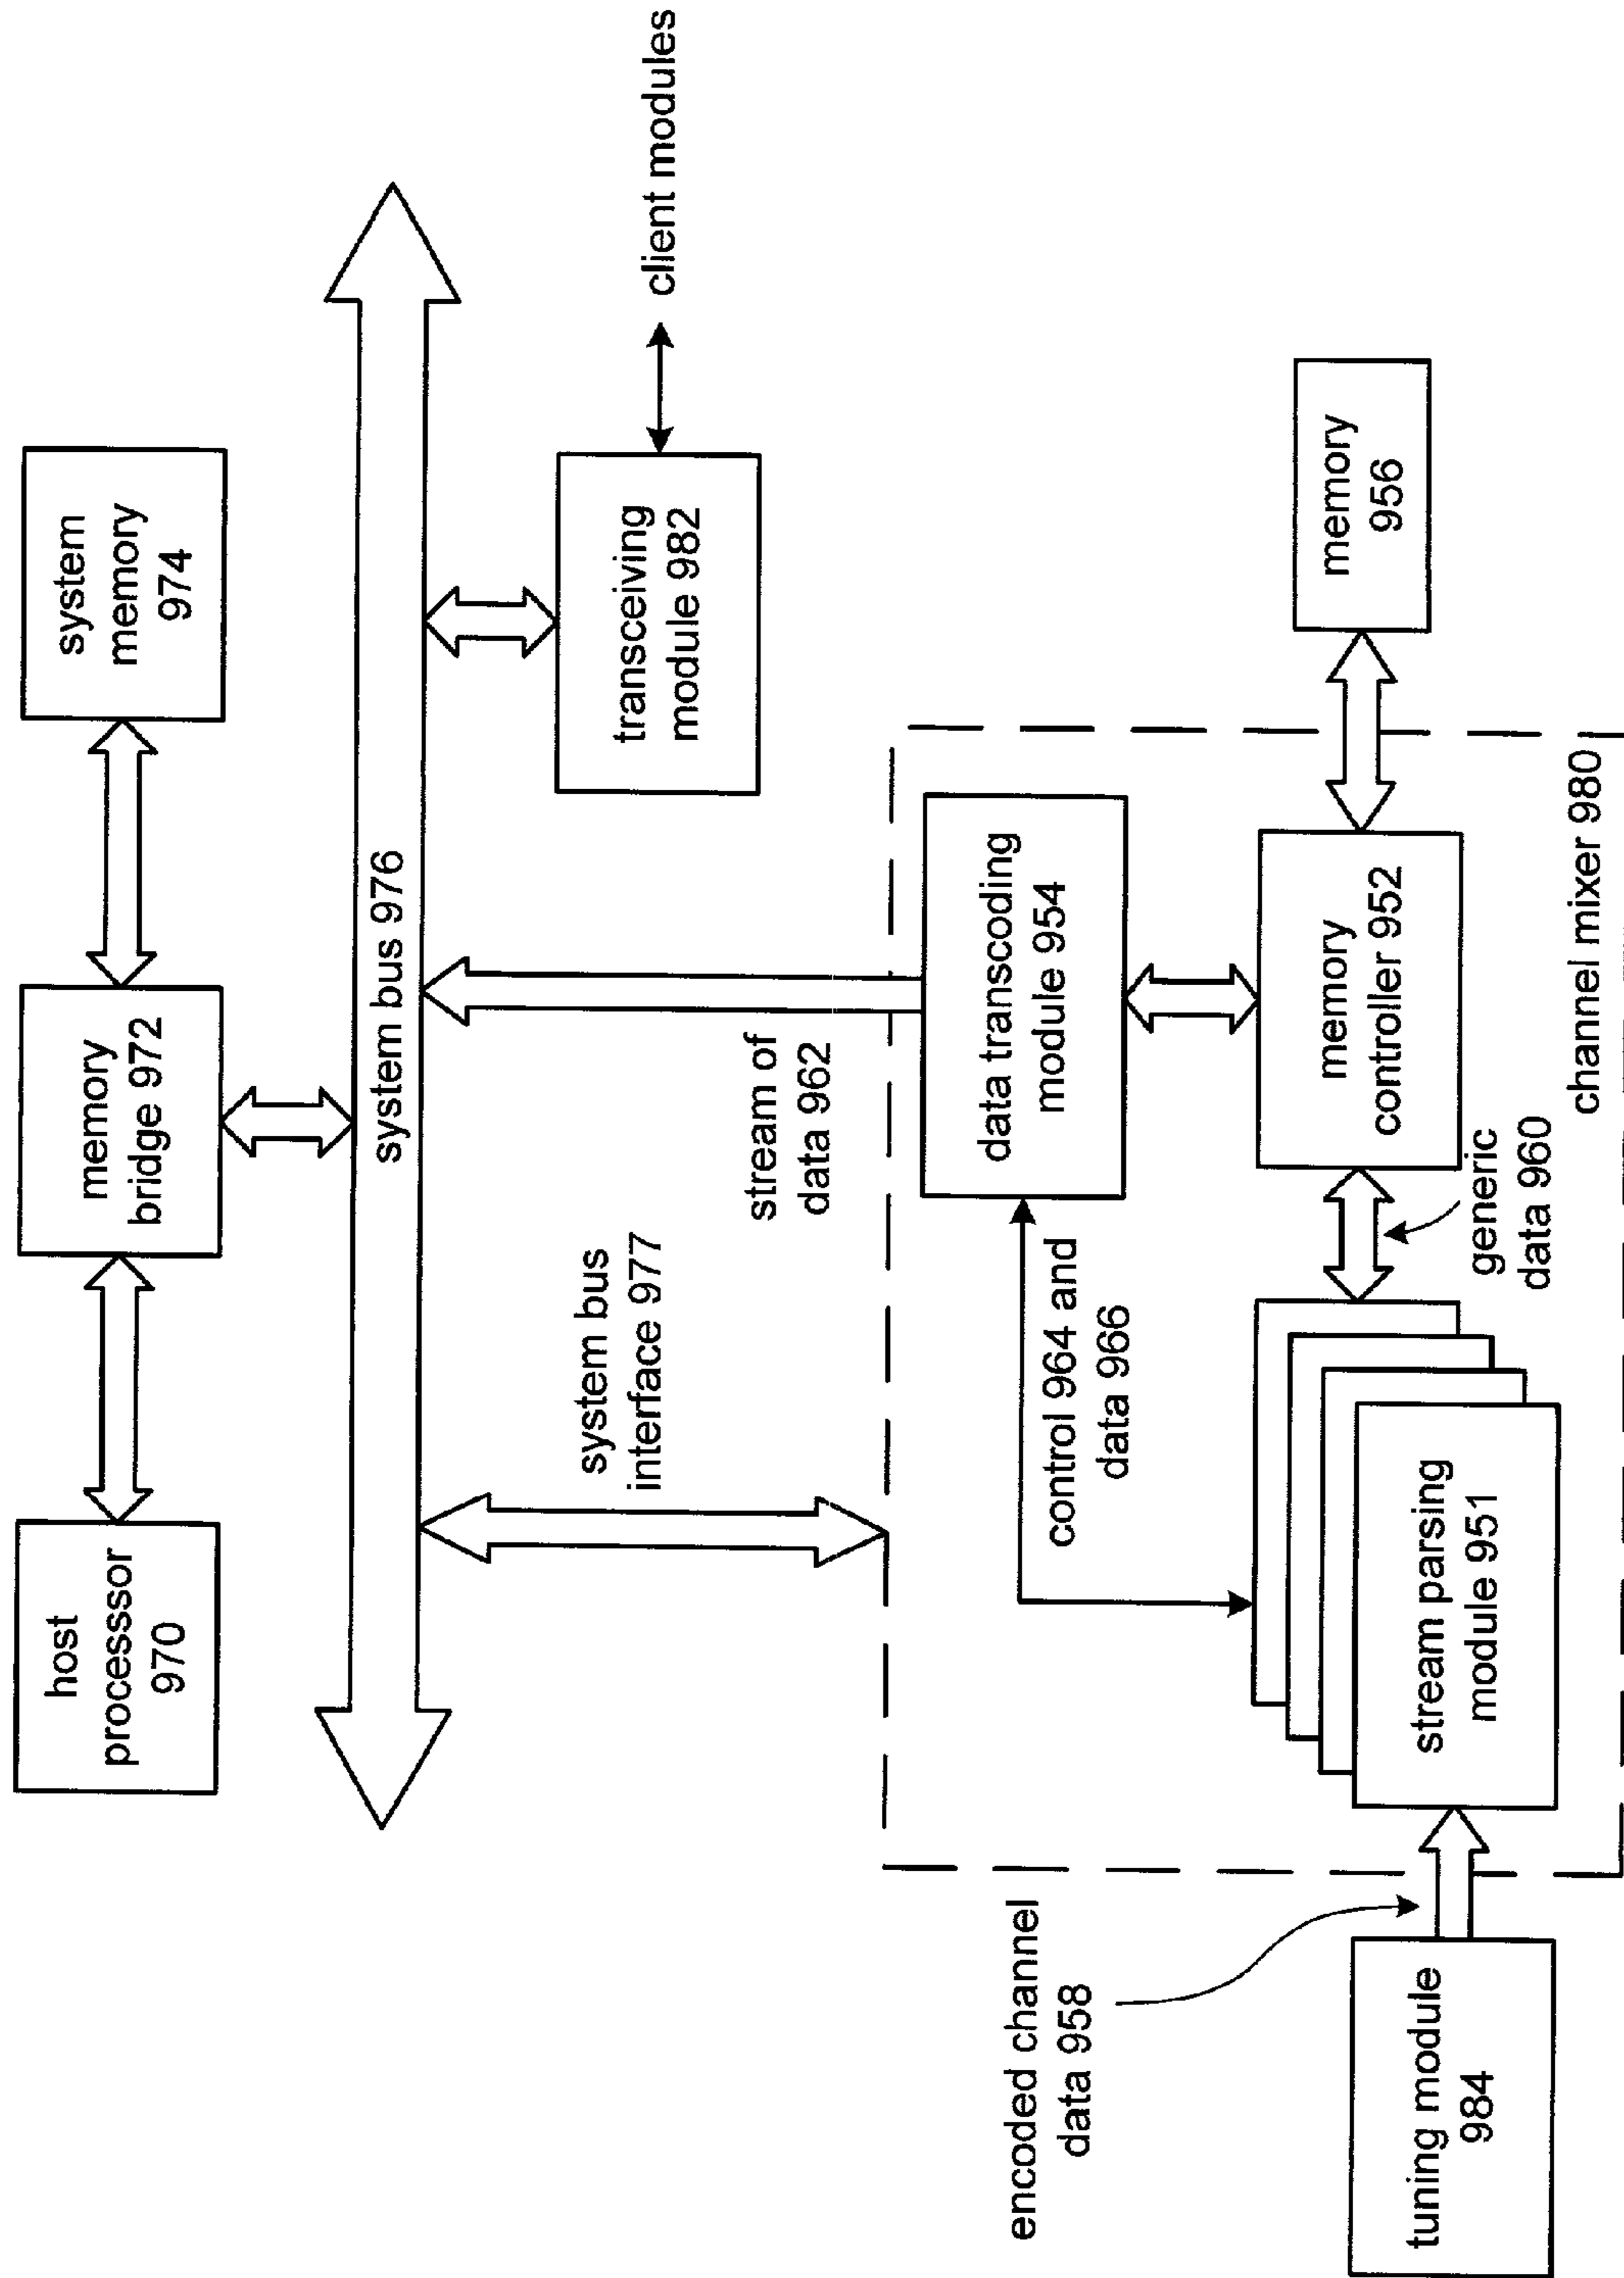 host
processor
970
memory
bridge 972
system
memory
974
system bus 976
client modules
transceiving
module 982
system bus
interface 977
stream of
data 962
data transcoding
module 954
control 964 and
data 966
memory
956
memory
controller 952
generic
data 960
stream parsing
module 951
channel mixer 980
encoded channel
data 958
tuning module
984